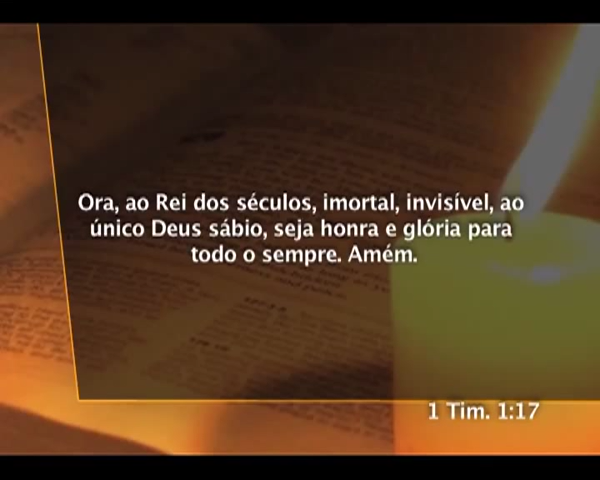 Ora, ao Rei dos séculos, imortal, invisível, ao
único Deus sábio, seja honra e glória para
todo o sempre. Amém.
1 Tim. 1:17